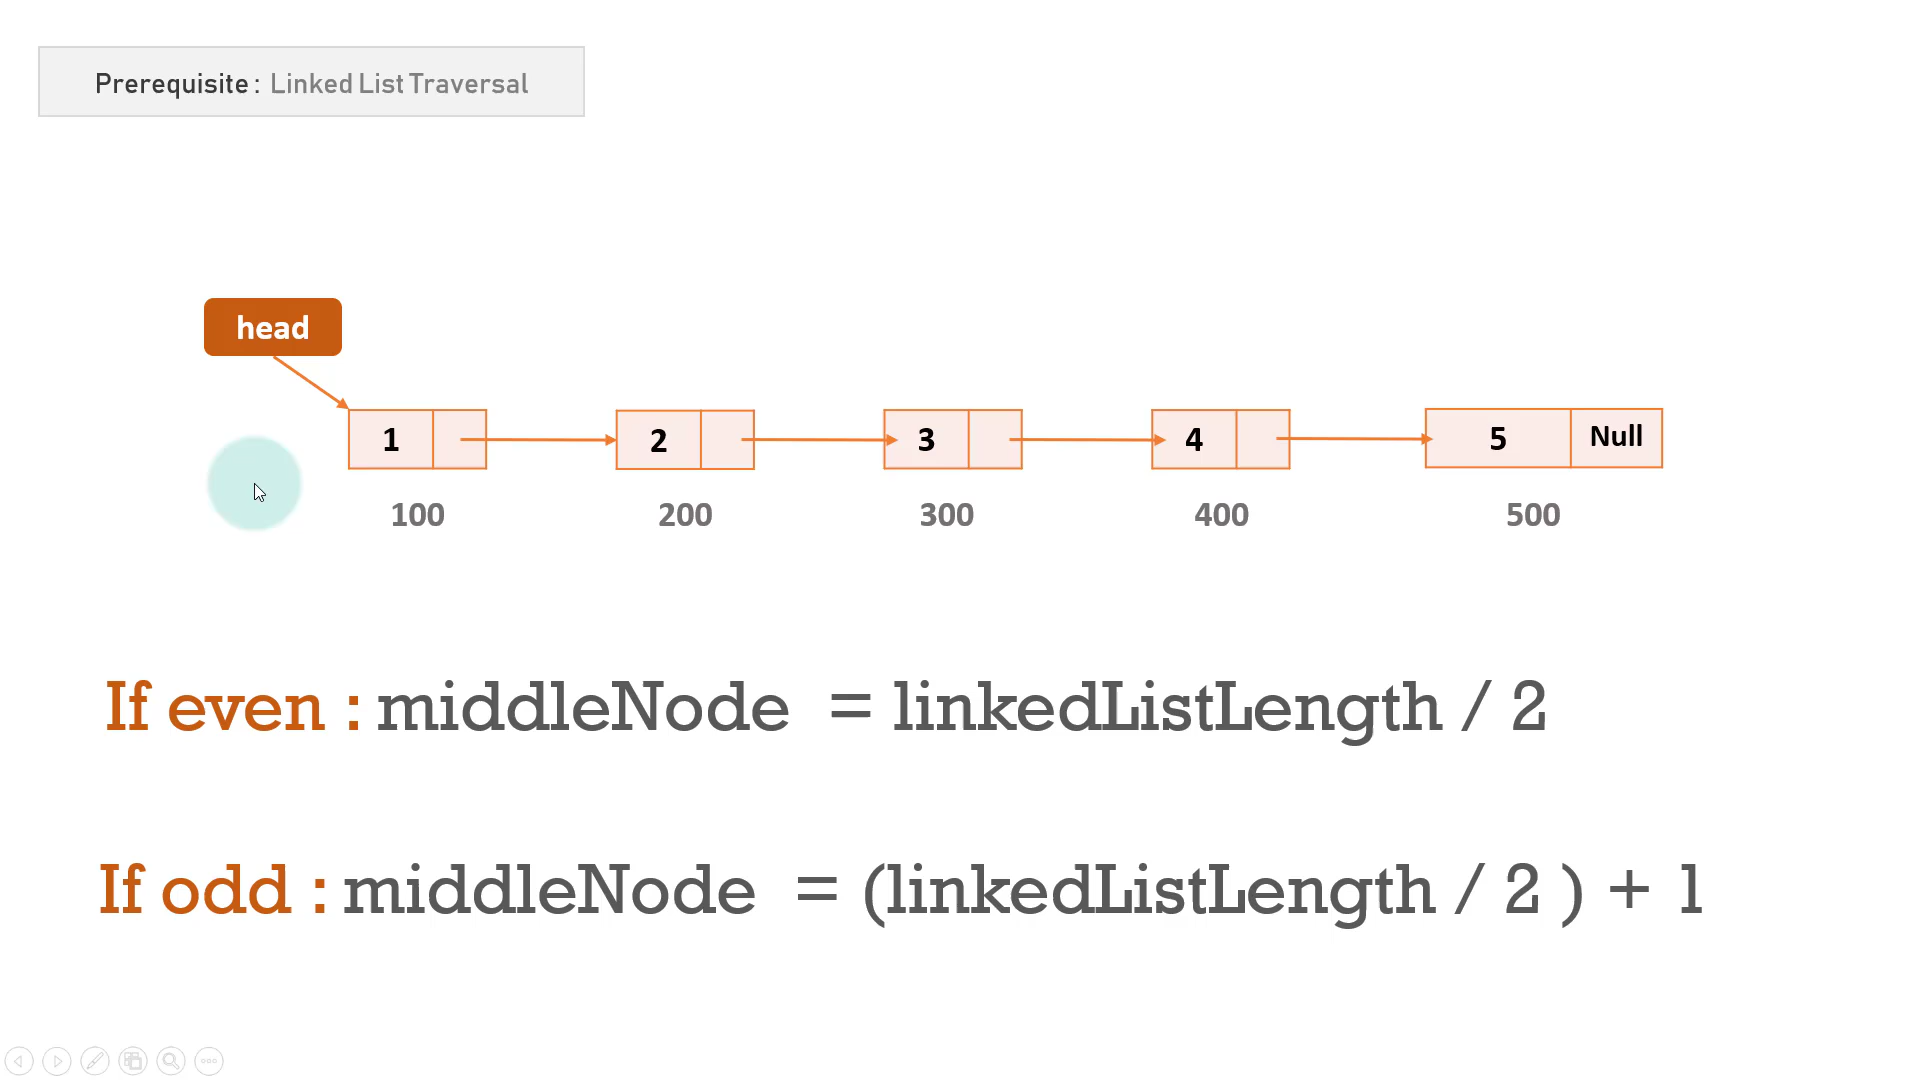 Prerequisite : Linked List Traversal
head
1 2 3 4 5 Null
100 200 300 400 500
If even : middleNode = linkedListLength / 2
If odd : middleNode = (linkedListLength / 2 ) + 1